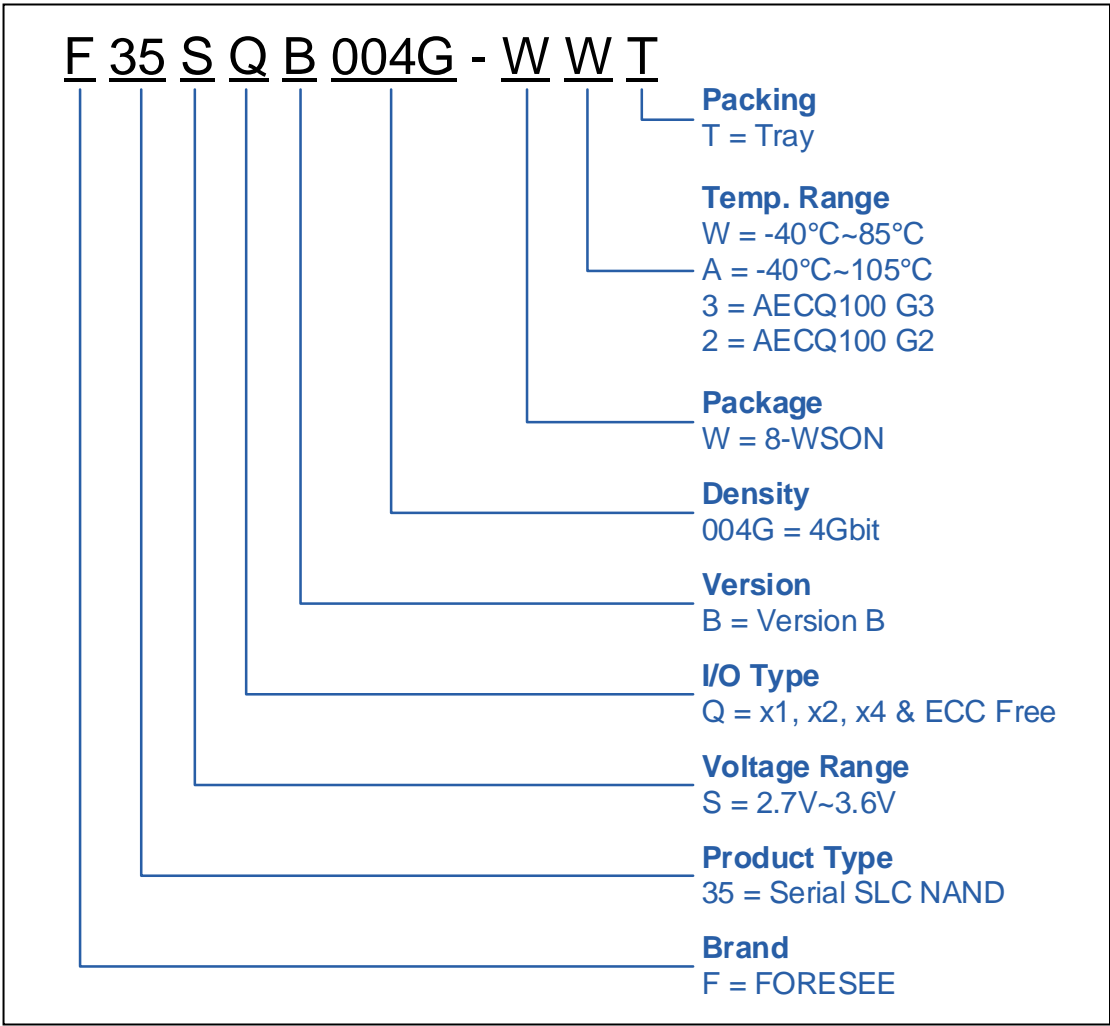 F 35 S Q B 004G - W W T
Packing
T = Tray
Temp. Range
W = -40°C~85°C
A = -40°C~105°C
3 = AECQ100 G3
2 = AECQ100 G2
Package
W = 8-WSON
Density
004G = 4Gbit
Version
B = Version B
I/O Type
Q = x1, x2, x4 & ECC Free
Voltage Range
S = 2.7V~3.6V
Product Type
35 = Serial SLC NAND
Brand
F = FORESEE